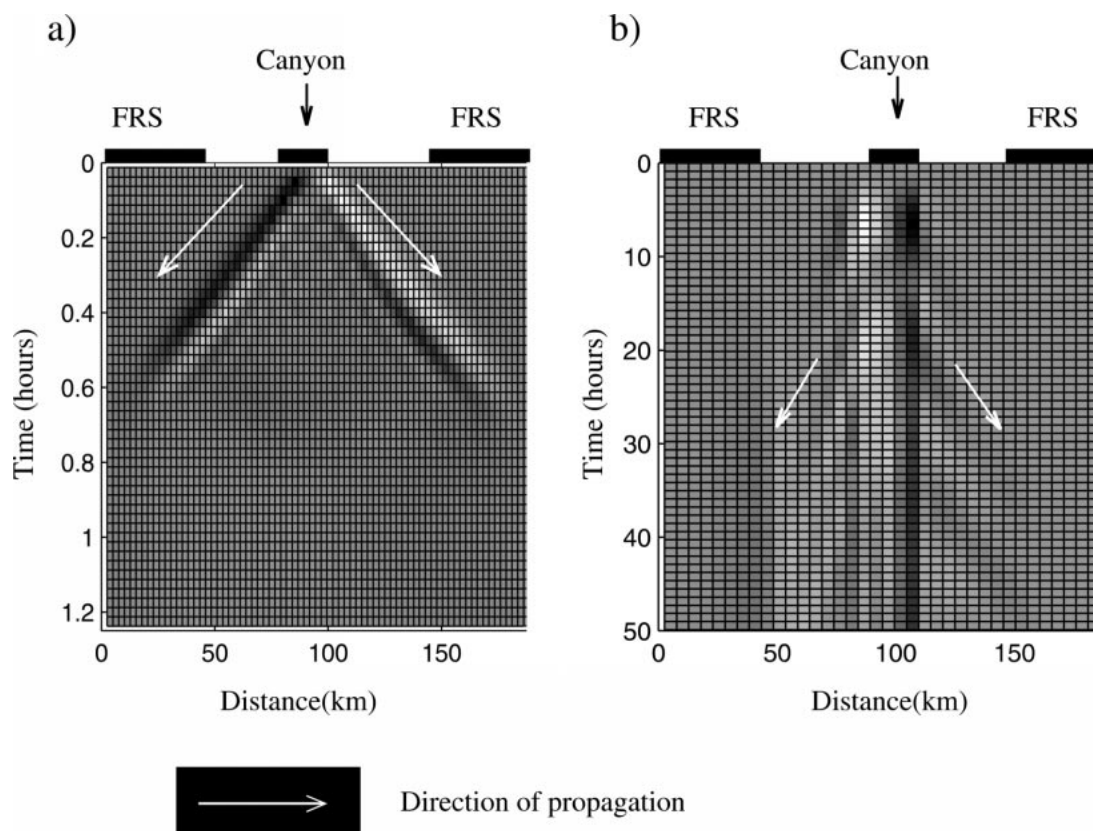 a)
Canyon
FRS FRS
0
0.2
0.4
0.6
0.8
1
1.2
Time (hours)
0 50 100 150
Distance(km)
b)
Canyon
FRS FRS
0
10
20
30
40
50
Time (hours)
0 50 100 150
Distance(km)
Direction of propagation